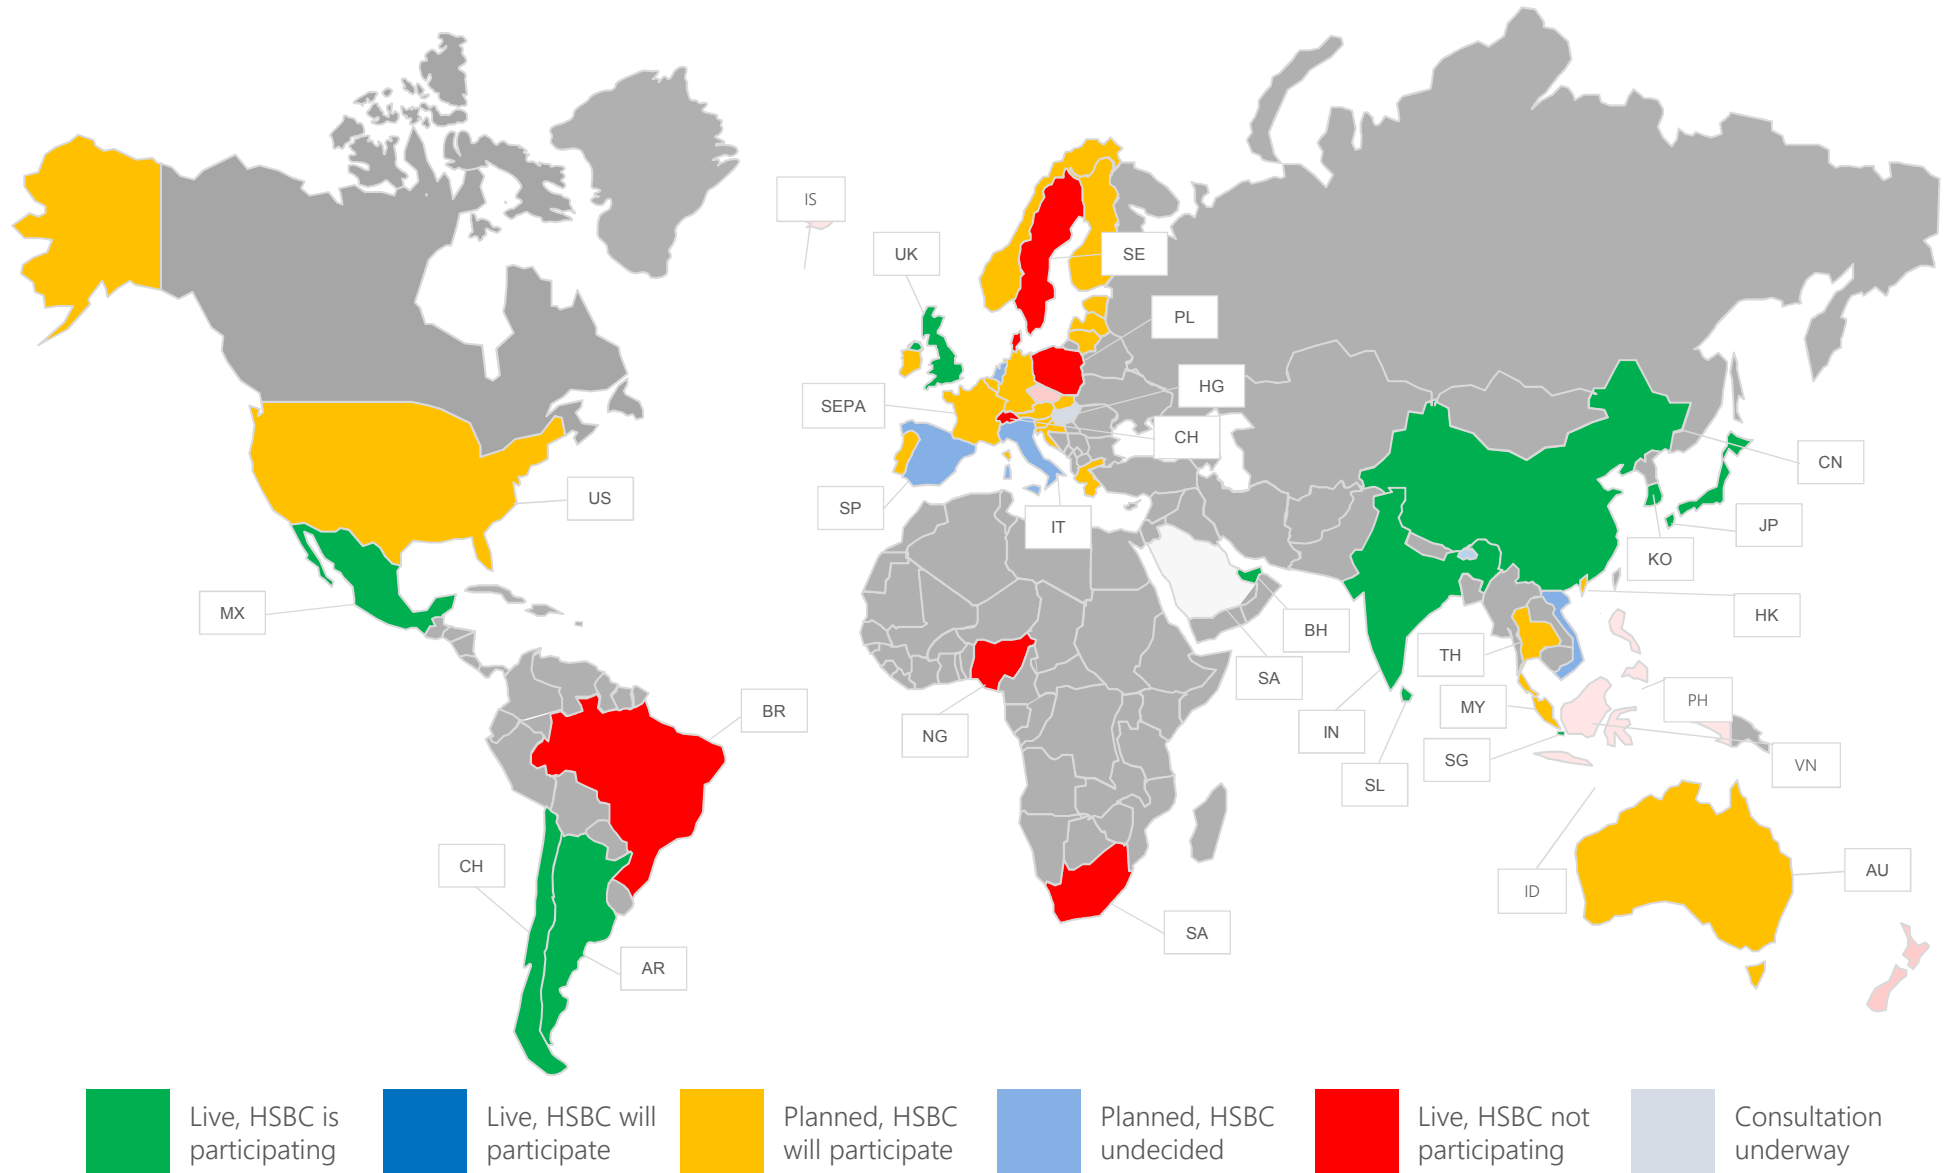 IS
UK
SE
PL
HG
SEPA
CH
CN
US
SP
IT
JP
KO
MX
BH
HK
TH
SA
MY
PH
BR
IN
NG
SG
VN
SL
CH
AU
ID
SA
AR
Live, HSBC is
participating
Live, HSBC will
participate
Planned, HSBC
will participate
Planned, HSBC
undecided
Live, HSBC not
participating
Consultation
underway